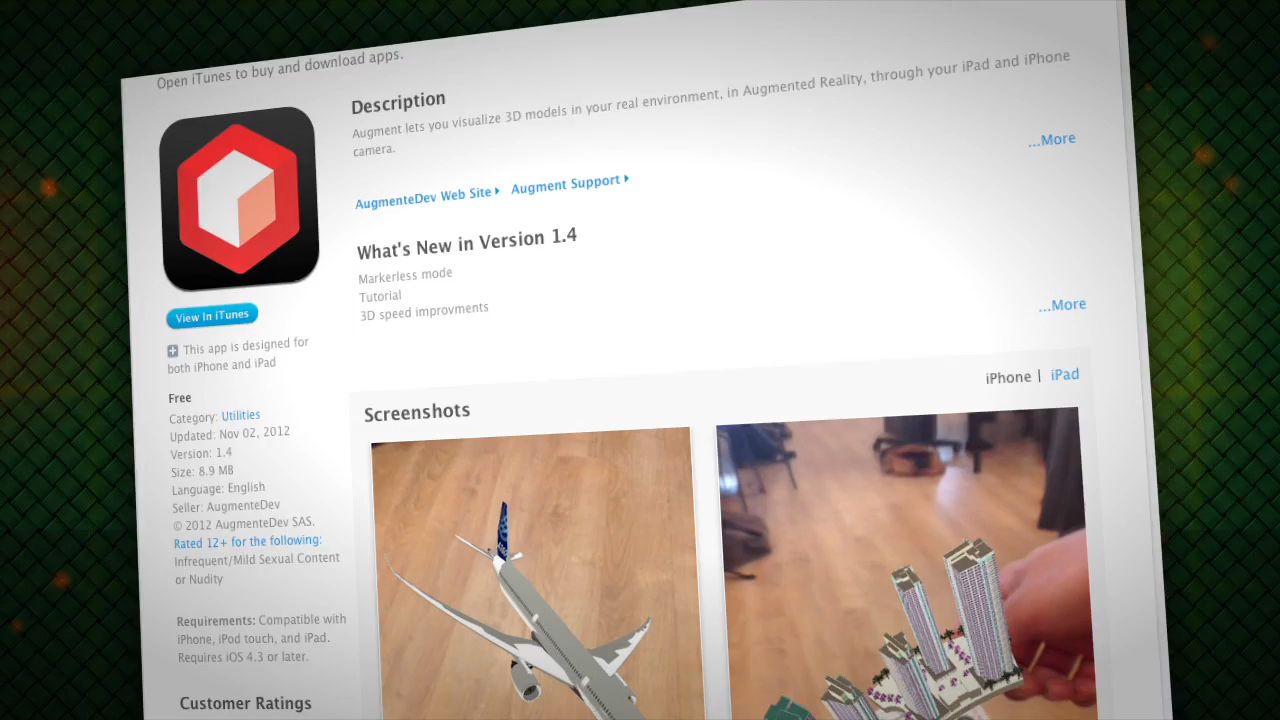 Open iTunes to buy and download apps.
Description
Augment lets you visualize 3D models in your real environment, in Augmented Reality, through your iPad and iPhone
camera.
...More
AugmenteDev Web Site
Augment Support
What's New in Version 1.4
Markerless mode
Tutorial
3D speed improvments
...More
View In iTunes
This app is designed for
both iPhone and iPad
Free
Category: Utilities
Updated: Nov 02, 2012
Version: 1.4
Size: 8.9 MB
Language: English
Seller: AugmenteDev
© 2012 AugmenteDev SAS.
Rated 12+ for the following:
Infrequent/Mild Sexual Content
or Nudity
Requirements: Compatible with
iPhone, iPod touch, and iPad.
Requires iOS 4.3 or later.
Customer Ratings
Screenshots
iPhone | iPad